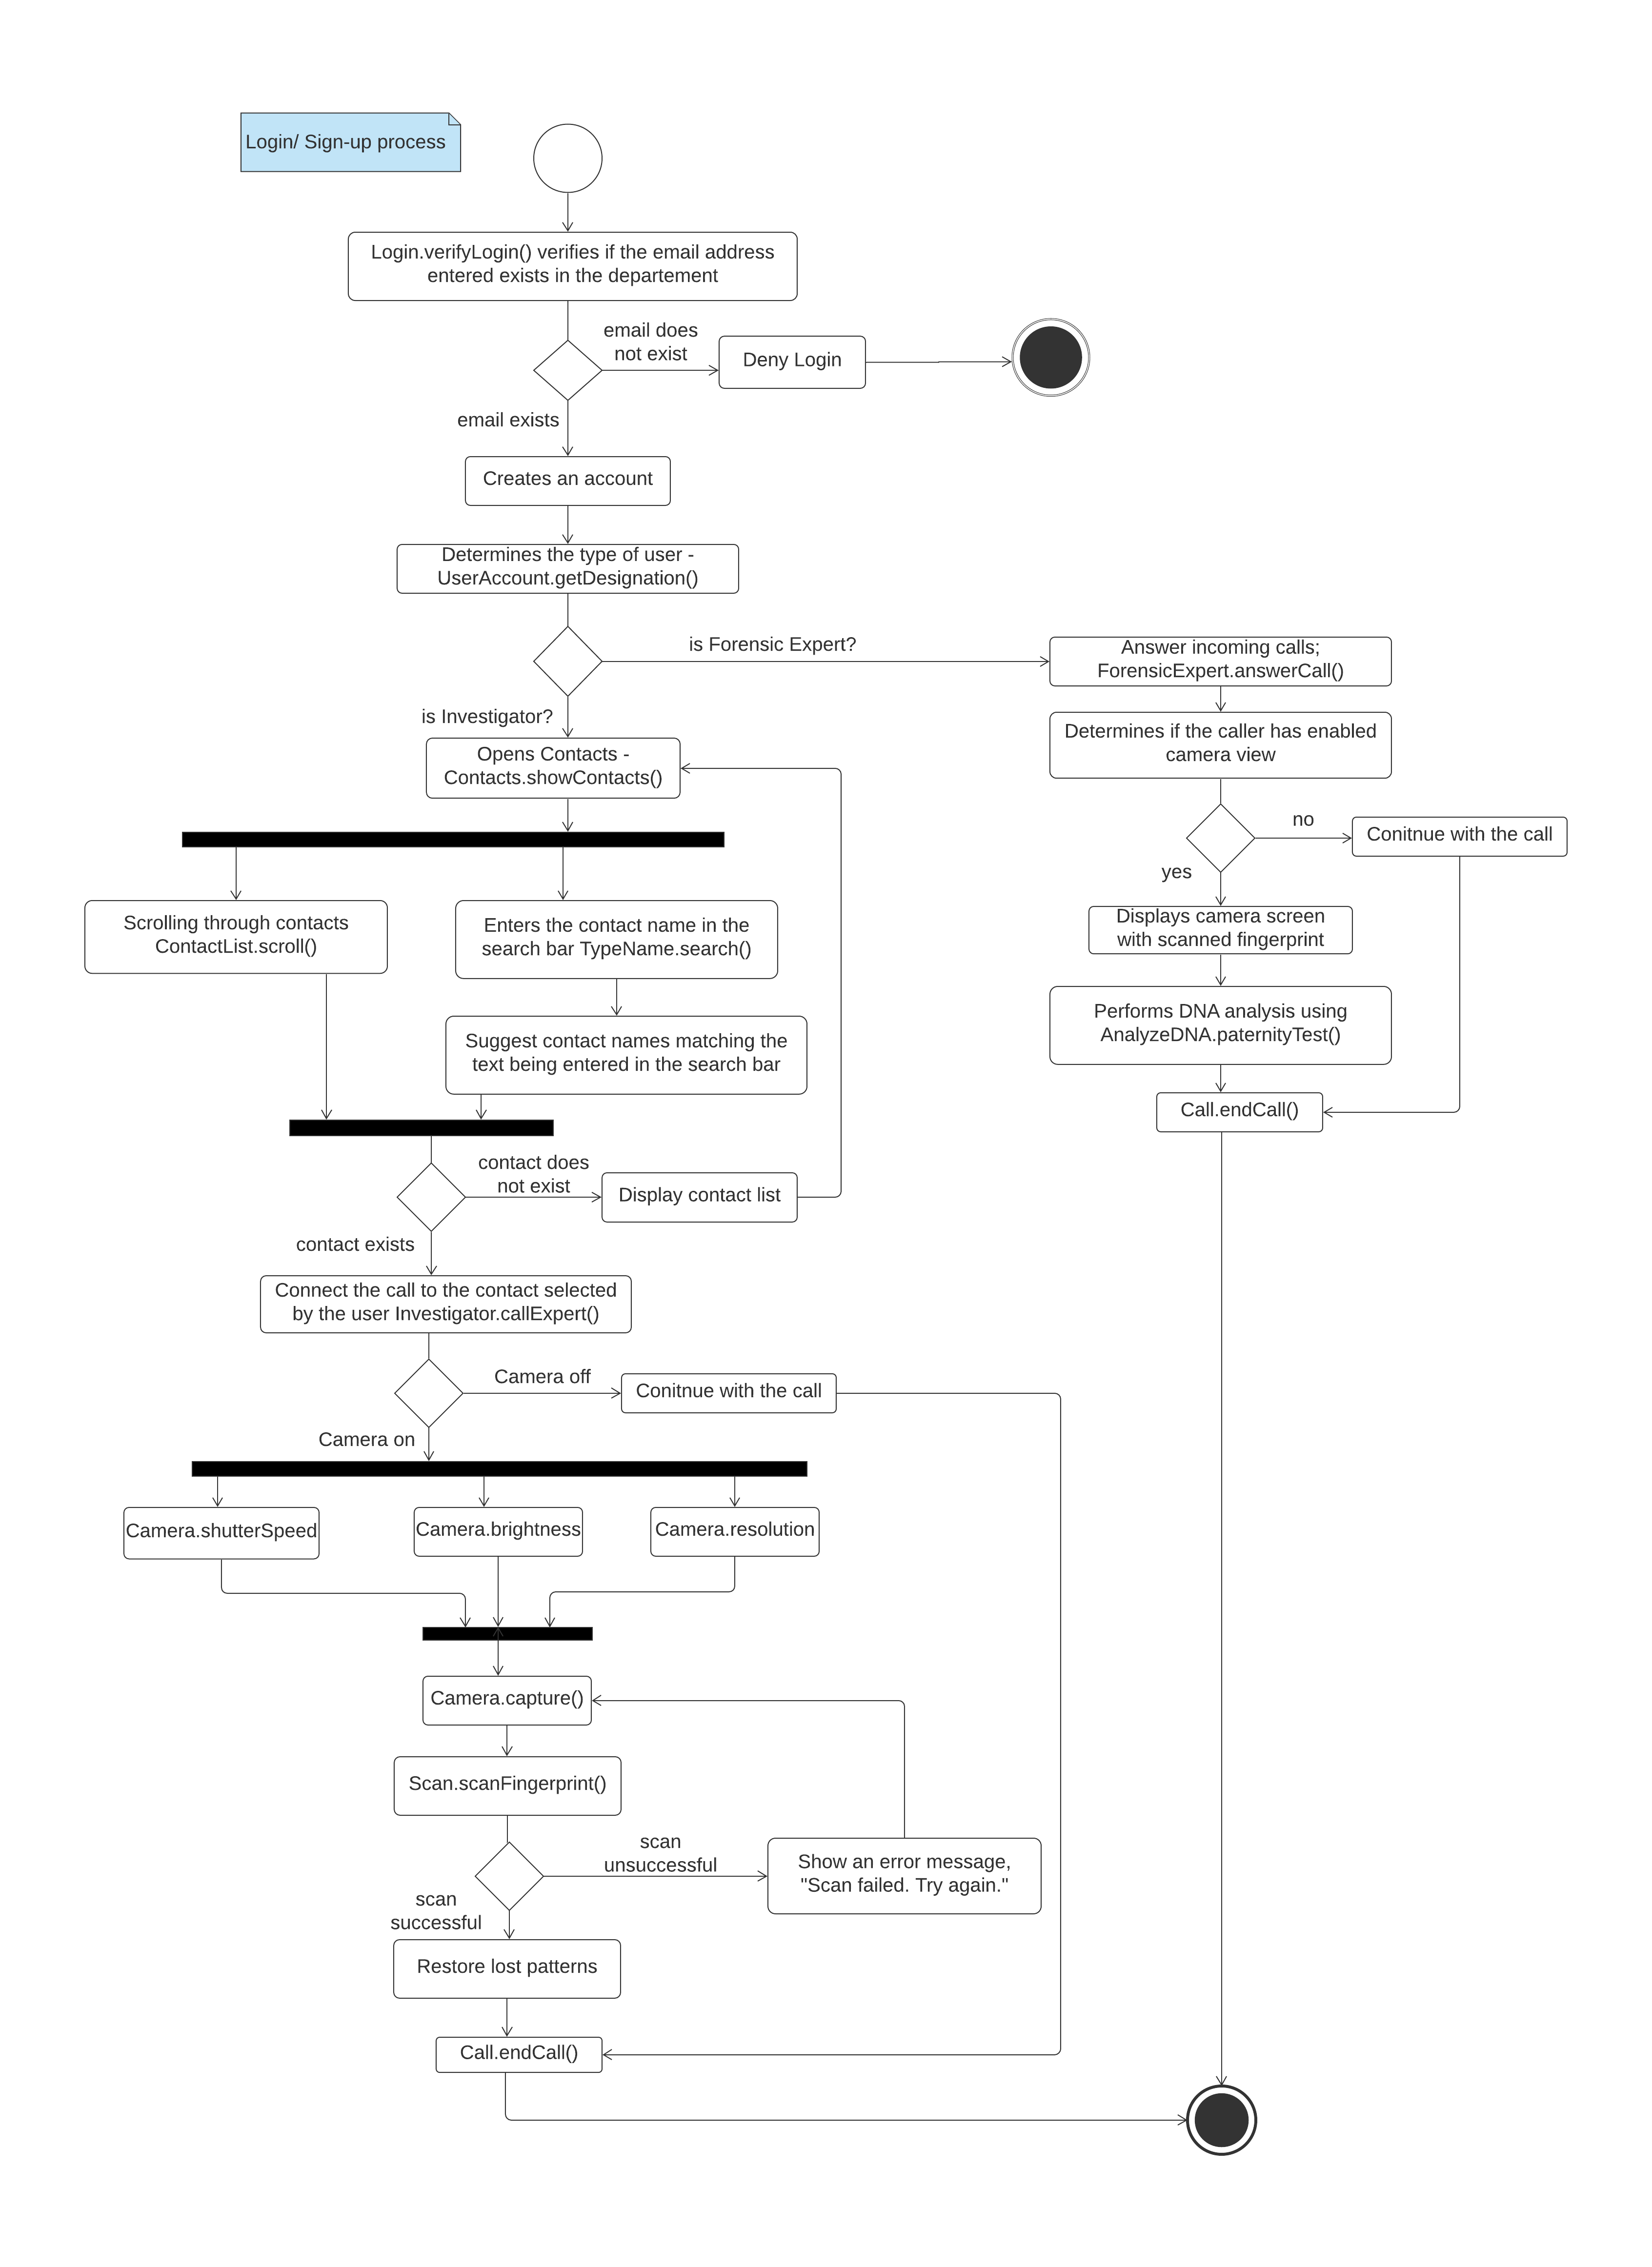 Login/ Sign-up process
Login.verifyLogin() verifies if the email address
entered exists in the departement
email does
not exist
Deny Login
email exists
Creates an account
Determines the type of user -
UserAccount.getDesignation()
is Forensic Expert?
Answer incoming calls;
ForensicExpert.answerCall()
is Investigator?
Opens Contacts -
Contacts.showContacts()
Determines if the caller has enabled
camera view
no
Conitnue with the call
yes
Displays camera screen
with scanned fingerprint
Scrolling through contacts
ContactList.scroll()
Enters the contact name in the
search bar TypeName.search()
Performs DNA analysis using
AnalyzeDNA.paternityTest()
Suggest contact names matching the
text being entered in the search bar
Call.endCall()
contact does
not exist
Display contact list
contact exists
Connect the call to the contact selected
by the user Investigator.callExpert()
Camera off
Conitnue with the call
Camera on
Camera.shutterSpeed
Camera.brightness
Camera.resolution
Camera.capture()
Scan.scanFingerprint()
scan
unsuccessful
Show an error message,
"Scan failed. Try again."
scan
successful
Restore lost patterns
Call.endCall()